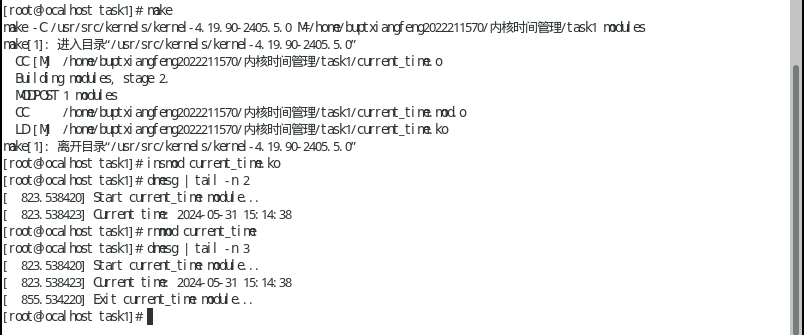 [root@localhost task1]# make
make -C /usr/src/kernels/kernel-4.19.90-2405.5.0 M=/home/buptxiangfeng2022211570/内核时间管理/task1 modules
make[1]: 进入目录“/usr/src/kernels/kernel-4.19.90-2405.5.0”
CC [M]  /home/buptxiangfeng2022211570/内核时间管理/task1/current_time.o
Building modules, stage 2.
MODPOST 1 modules
CC      /home/buptxiangfeng2022211570/内核时间管理/task1/current_time.mod.o
LD [M]  /home/buptxiangfeng2022211570/内核时间管理/task1/current_time.ko
make[1]: 离开目录“/usr/src/kernels/kernel-4.19.90-2405.5.0”
[root@localhost task1]# insmod current_time.ko
[root@localhost task1]# dmesg | tail -n 2
[  823.538420] Start current_time module...
[  823.538423] Current time: 2024-05-31 15:14:38
[root@localhost task1]# rmmod current_time
[root@localhost task1]# dmesg | tail -n 3
[  823.538420] Start current_time module...
[  823.538423] Current time: 2024-05-31 15:14:38
[  855.534220] Exit current_time module...
[root@localhost task1]#